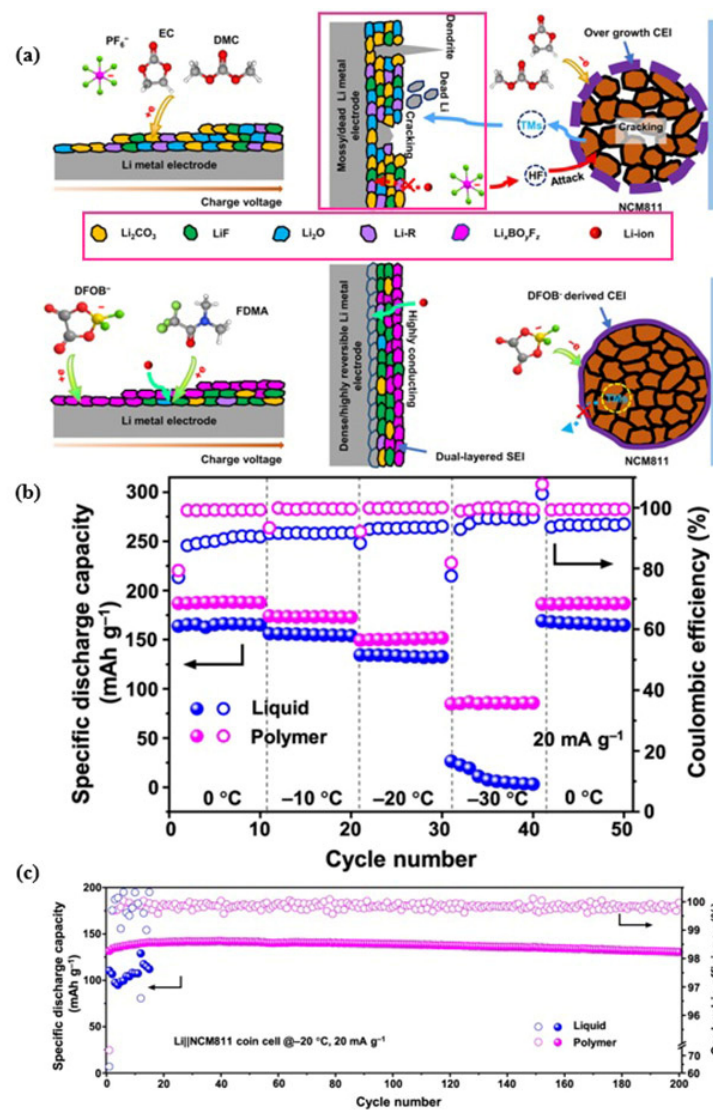 (a)
PF₆⁻
EC
DMC
+e
Li metal electrode
Charge voltage
Mossy/dead Li metal
electrode
Dendrite
Dead Li
Cracking
TMs
HF
Attack
-e
Over growth CEI
Cracking
NCM811
Li₂CO₃
LiF
Li₂O
Li-R
LiₓBOᵧF_z
Li-ion
DFOB⁻
FDMA
+e
+e
Li metal electrode
Charge voltage
Dense/highly reversible Li metal
electrode
Highly
conducting
Dual-layered SEI
DFOB⁻ derived CEI
-e
TMs
NCM811
(b)
Specific discharge capacity
(mAh g⁻¹)
300
250
200
150
100
50
0
Liquid
Polymer
20 mA g⁻¹
0 °C
–10 °C
–20 °C
–30 °C
0 °C
0
10
20
30
40
50
Cycle number
100
80
60
40
20
0
Coulombic efficiency (%)
(c)
Specific discharge capacity
(mAh g⁻¹)
200
150
100
50
0
Li||NCM811 coin cell @–20 °C, 20 mA g⁻¹
Liquid
Polymer
0
20
40
60
80
100
120
140
160
180
200
Cycle number
100
99
98
97
96
70
60